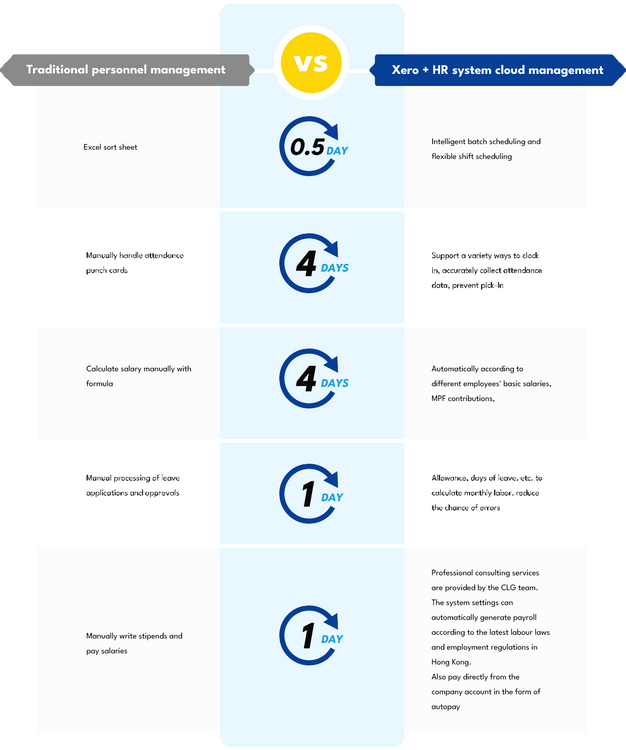 Traditional personnel management
VS
Xero + HR system cloud management
Excel sort sheet
0.5 DAY
Intelligent batch scheduling and
flexible shift scheduling
Manually handle attendance
punch cards
4 DAYS
Support a variety ways to clock
in, accurately collect attendance
data, prevent pick-In
Calculate salary manually with
formula
4 DAYS
Automatically according to
different employees' basic salaries,
MPF contributions,
Manual processing of leave
applications and approvals
1 DAY
Allowance, days of leave, etc. to
calculate monthly labor, reduce
the chance of errors
Manually write stipends and
pay salaries
1 DAY
Professional consulting services
are provided by the CLG team.
The system settings can
automatically generate payroll
according to the latest labour laws
and employment regulations in
Hong Kong.
Also pay directly from the
company account in the form of
autopay